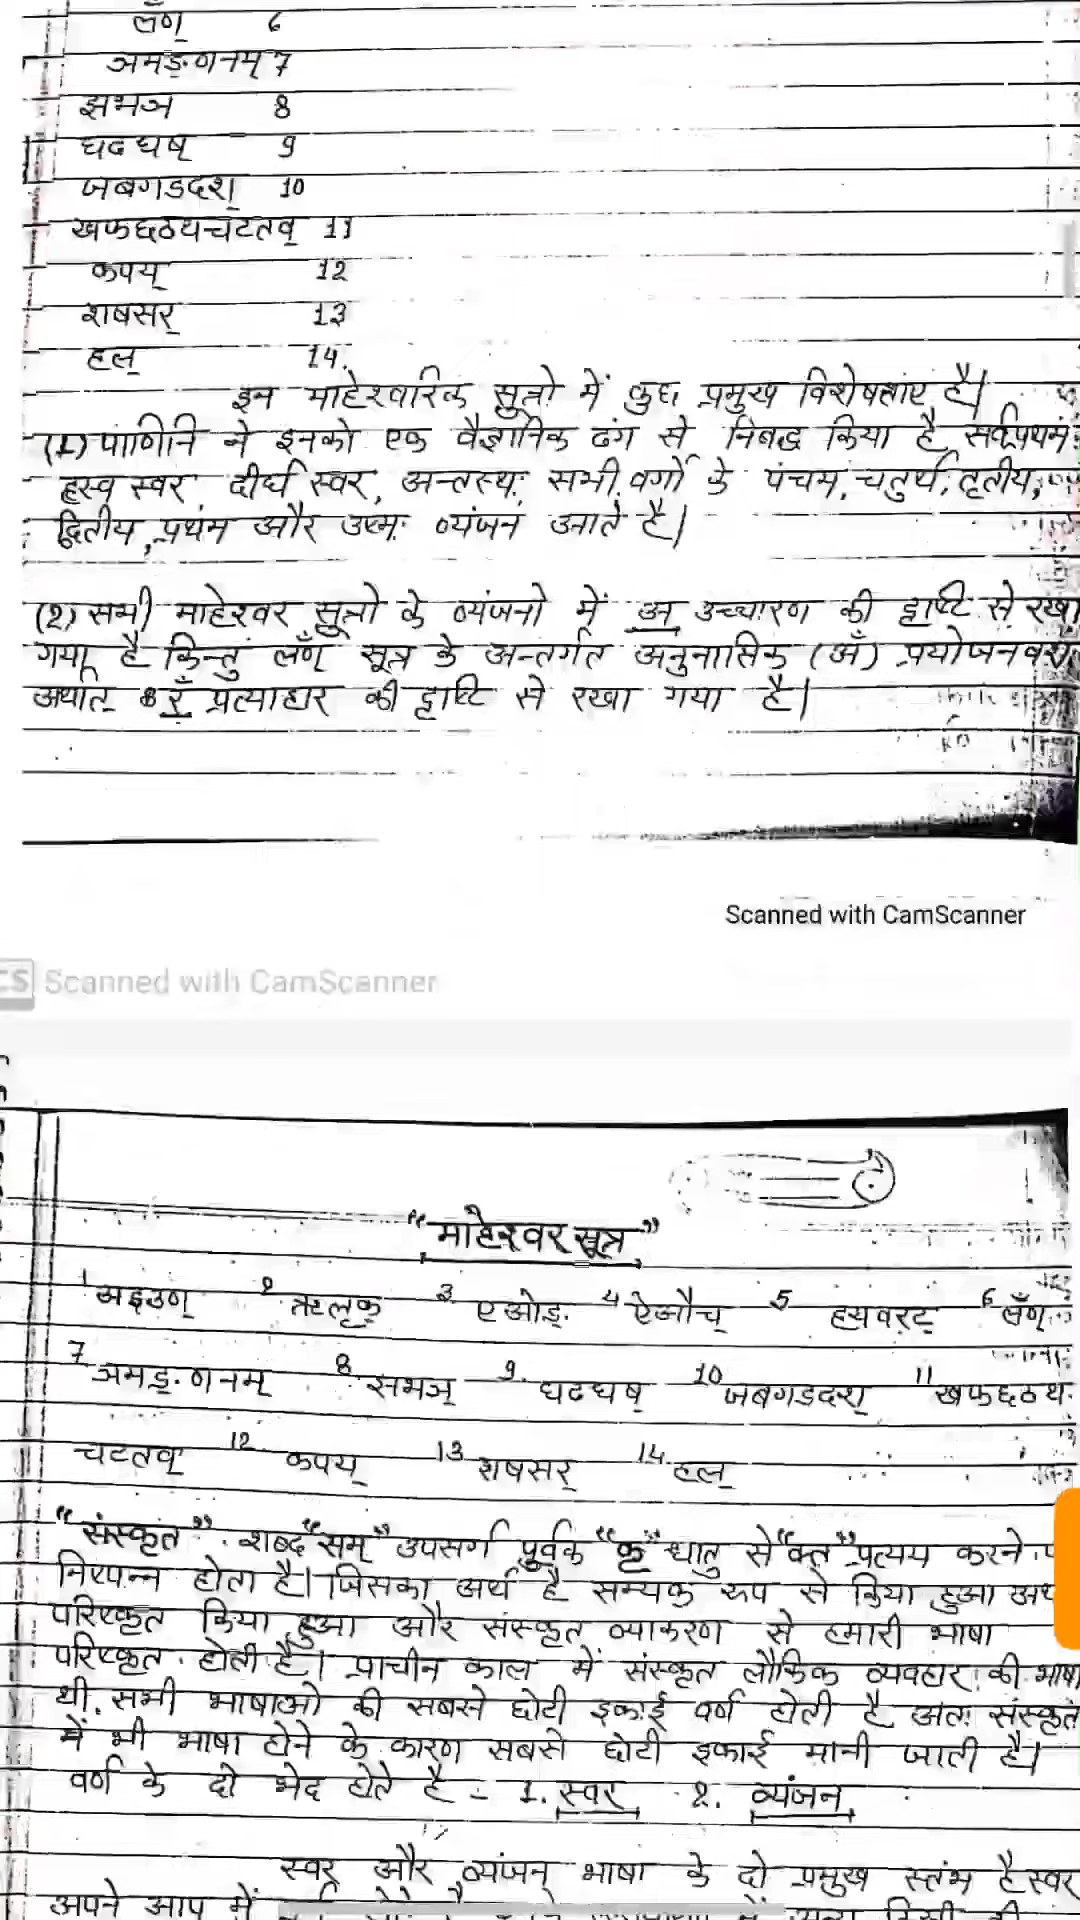 लँण् 6
ञमङणनम् 7
झभञ 8
घढधष् 9
जबगडदश् 10
खफछठथचटतव् 11
कपय् 12
शषसर् 13
हल् 14.
इन माहेश्वरिक सुत्रो में कुछ प्रमुख विशेषताएं है।
(1) पाणिनि ने इनको एक वैज्ञानिक ढंग से निबद्ध किया है सर्वप्रथम
ह्रस्व स्वर, दीर्घ स्वर, अन्तस्थ, सभी वर्गो के पंचम, चतुर्थ, तृतीय,
द्वितीय, प्रथम और उष्म व्यंजन आते है।
(2) सभी माहेश्वर सुत्रो के व्यंजनो में अ उच्चारण की दृष्टि से रखा
गया है किन्तु लँण् सूत्र के अन्तर्गत अनुनासिक (अँ) प्रयोजनवश
अर्थात् रँ प्रत्याहार की दृष्टि से रखा गया है।
Scanned with CamScanner
CS Scanned with CamScanner
"माहेश्वर सूत्र"
1 अइउण् 2 ऋलृक् 3 एओङ् 4 ऐऔच् 5 हयवरट् 6 लँण्
7 ञमङणनम् 8 झभञ् 9. घढधष् 10 जबगडदश् 11 खफछठथ
चटतव् 12 कपय् 13 शषसर् 14 हल्
"संस्कृत" शब्द "सम्" उपसर्ग पूर्वक "कृ" धातु से "क्त" प्रत्यय करने
निष्पन्न होता है। जिसका अर्थ है सम्यक् रूप से किया हुआ
परिष्कृत किया हुआ और संस्कृत व्याकरण से हमारी भाषा
परिष्कृत होती है। प्राचीन काल में संस्कृत लौकिक व्यवहार की भाषा
थी. सभी भाषाओ की सबसे छोटी इकाई वर्ण होती है अतः संस्कृत
में भी भाषा होने के कारण सबसे छोटी इकाई मानी जाती है।
वर्ण के दो भेद होते है - 1. स्वर 2. व्यंजन
स्वर और व्यंजन भाषा के दो प्रमुख स्तंभ है स्वर
अपने आप में